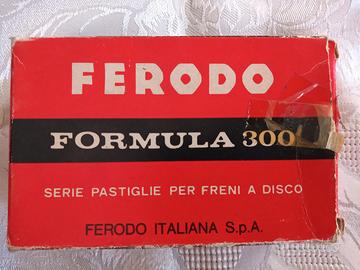 FERODO
FORMULA 300
SERIE PASTIGLIE PER FRENI A DISCO
FERODO ITALIANA S.p.A.